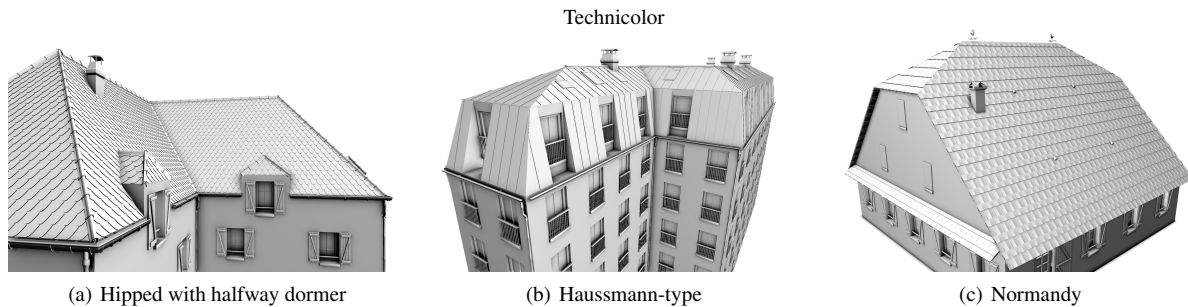 Technicolor
(a) Hipped with halfway dormer
(b) Haussmann-type
(c) Normandy